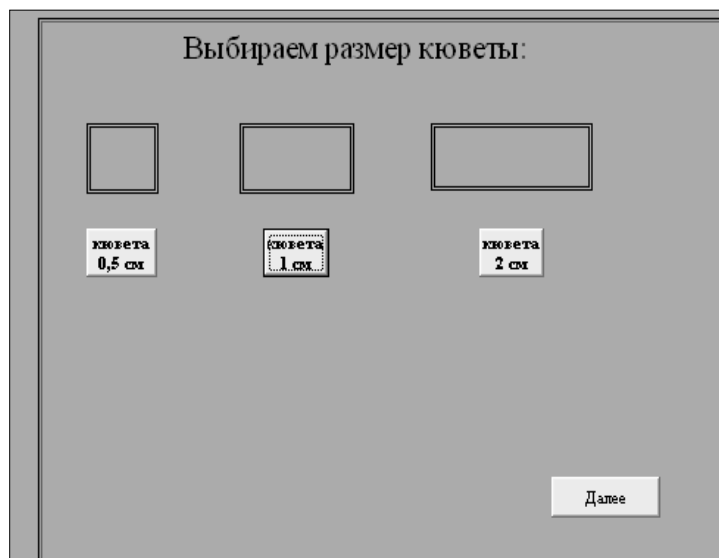 Выбираем размер кюветы:
кювета
0,5 см
кювета
1 см
кювета
2 см
Далее